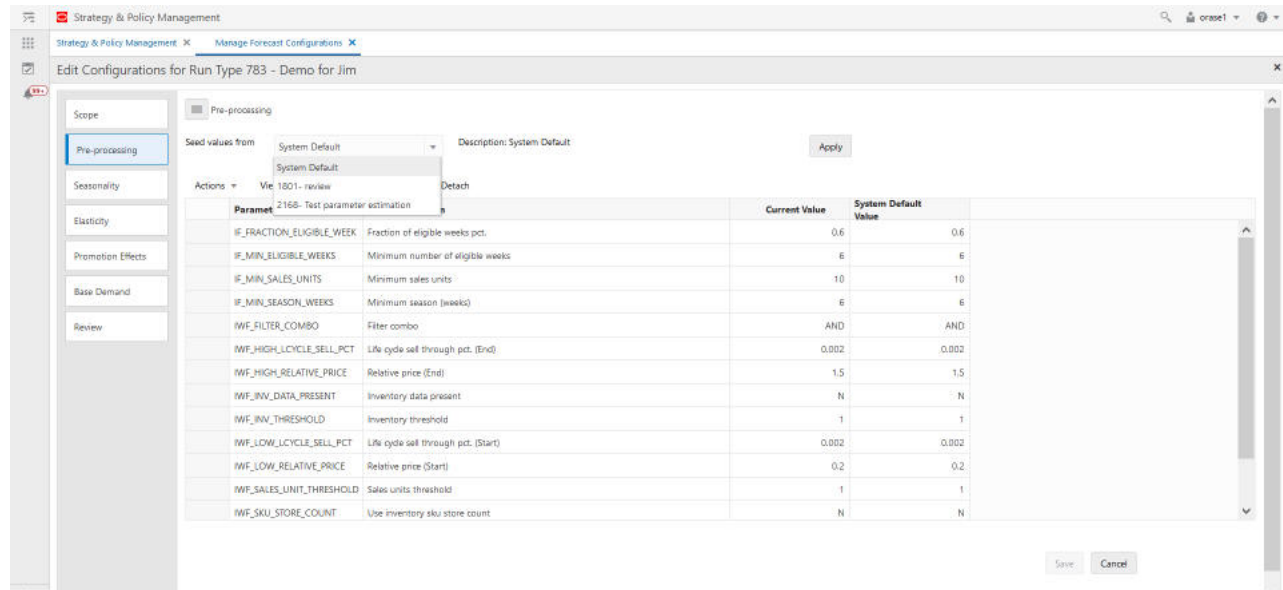 Strategy & Policy Management
orase1
Strategy & Policy Management
Manage Forecast Configurations
99+
Edit Configurations for Run Type 783 - Demo for Jim
Scope
Pre-processing
Seasonality
Elasticity
Promotion Effects
Base Demand
Review
Pre-processing
Seed values from System Default Description: System Default Apply
System Default
1801- review
2168- Test parameter estimation
Actions Vie Detach
Paramet n Current Value System Default Value
IF_FRACTION_ELIGIBLE_WEEK Fraction of eligible weeks pct. 0.6 0.6
IF_MIN_ELIGIBLE_WEEKS Minimum number of eligible weeks 6 6
IF_MIN_SALES_UNITS Minimum sales units 10 10
IF_MIN_SEASON_WEEKS Minimum season (weeks) 6 6
IWF_FILTER_COMBO Filter combo AND AND
IWF_HIGH_LCYCLE_SELL_PCT Life cycle sell through pct. (End) 0.002 0.002
IWF_HIGH_RELATIVE_PRICE Relative price (End) 1.5 1.5
IWF_INV_DATA_PRESENT Inventory data present N N
IWF_INV_THRESHOLD Inventory threshold 1 1
IWF_LOW_LCYCLE_SELL_PCT Life cycle sell through pct. (Start) 0.002 0.002
IWF_LOW_RELATIVE_PRICE Relative price (Start) 0.2 0.2
IWF_SALES_UNIT_THRESHOLD Sales units threshold 1 1
IWF_SKU_STORE_COUNT Use inventory sku store count N N
Save Cancel